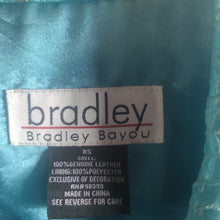 bradley
Bradley Bayou
XS
SHELL:
100%GENUINE LEATHER
LINING:100%POLYESTER
EXCLUSIVE OF DECORATION
RN#98393
MADE IN CHINA
SEE REVERSE FOR CARE